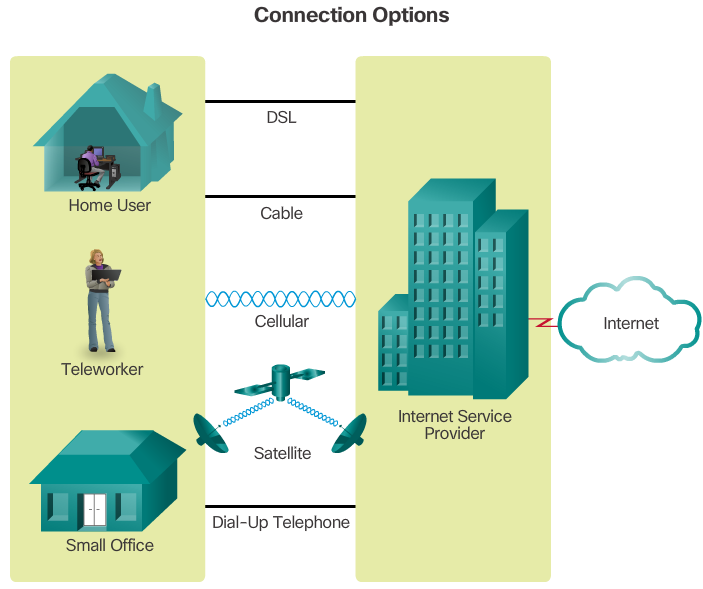 Connection Options
DSL
Home User
Cable
Cellular
Teleworker
Internet
Internet Service
Provider
Satellite
Dial-Up Telephone
Small Office